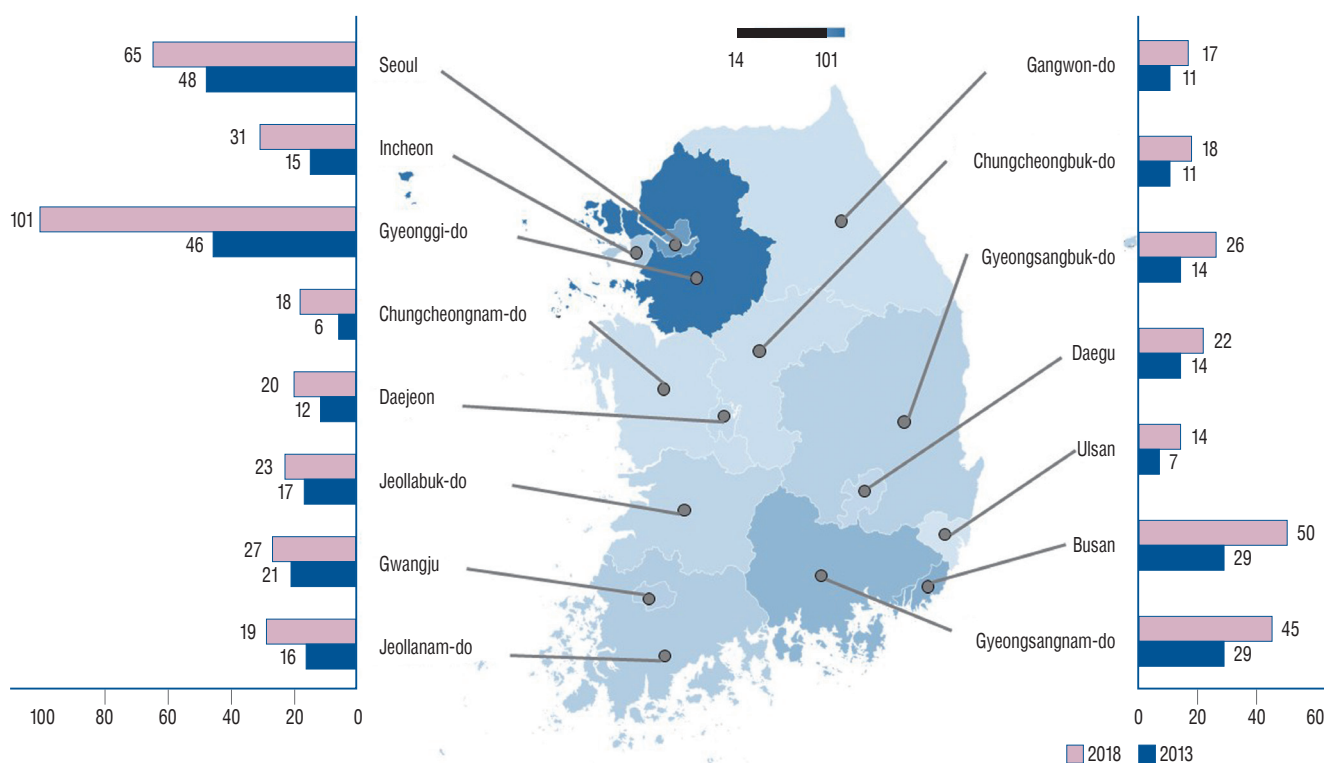 14 101
65
48
Seoul
31
15
Incheon
101
46
Gyeonggi-do
18
6
Chungcheongnam-do
20
12
Daejeon
23
17
Jeollabuk-do
27
21
Gwangju
19
16
Jeollanam-do
100 80 60 40 20 0
Gangwon-do
17
11
Chungcheongbuk-do
18
11
Gyeongsangbuk-do
26
14
Daegu
22
14
Ulsan
14
7
Busan
50
29
Gyeongsangnam-do
45
29
0 20 40 60
2018 2013